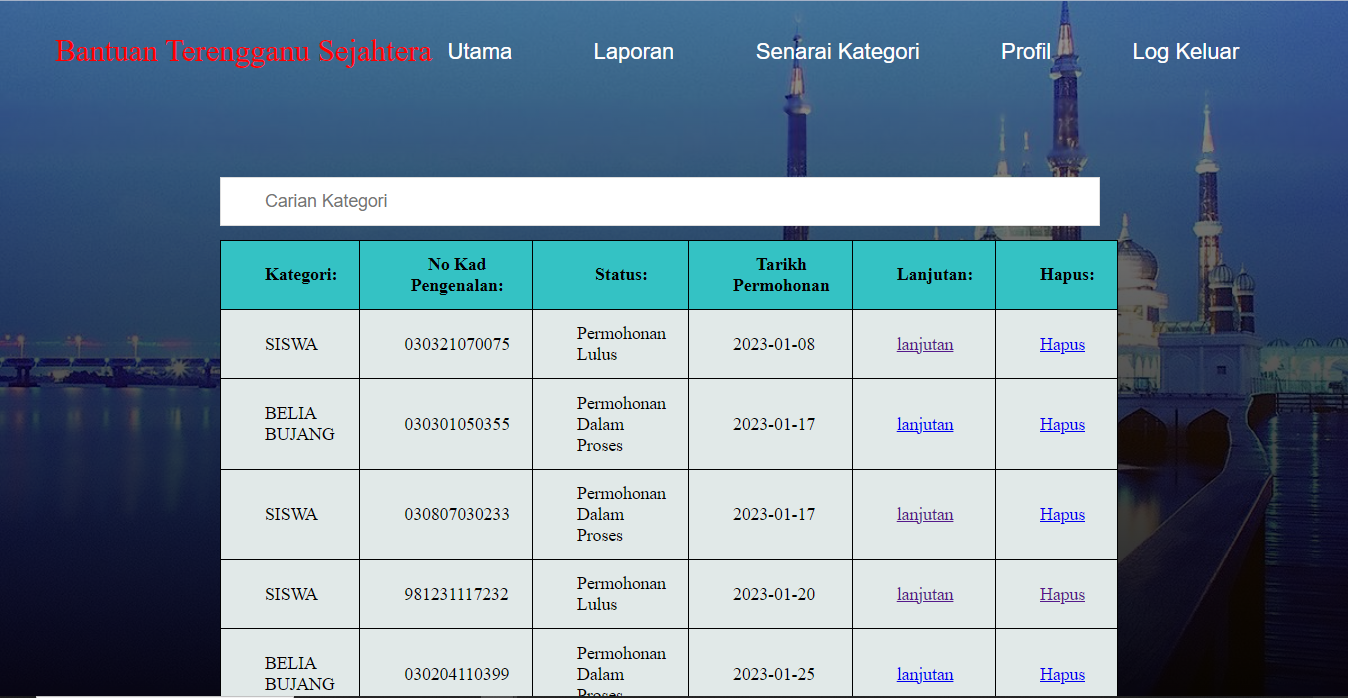 Bantuan Terengganu Sejahtera Utama Laporan Senarai Kategori Profil Log Keluar
Carian Kategori
Kategori: No Kad Pengenalan: Status: Tarikh Permohonan Lanjutan: Hapus:
SISWA 030321070075 Permohonan Lulus 2023-01-08 lanjutan Hapus
BELIA BUJANG 030301050355 Permohonan Dalam Proses 2023-01-17 lanjutan Hapus
SISWA 030807030233 Permohonan Dalam Proses 2023-01-17 lanjutan Hapus
SISWA 981231117232 Permohonan Lulus 2023-01-20 lanjutan Hapus
BELIA BUJANG 030204110399 Permohonan Dalam Proses 2023-01-25 lanjutan Hapus